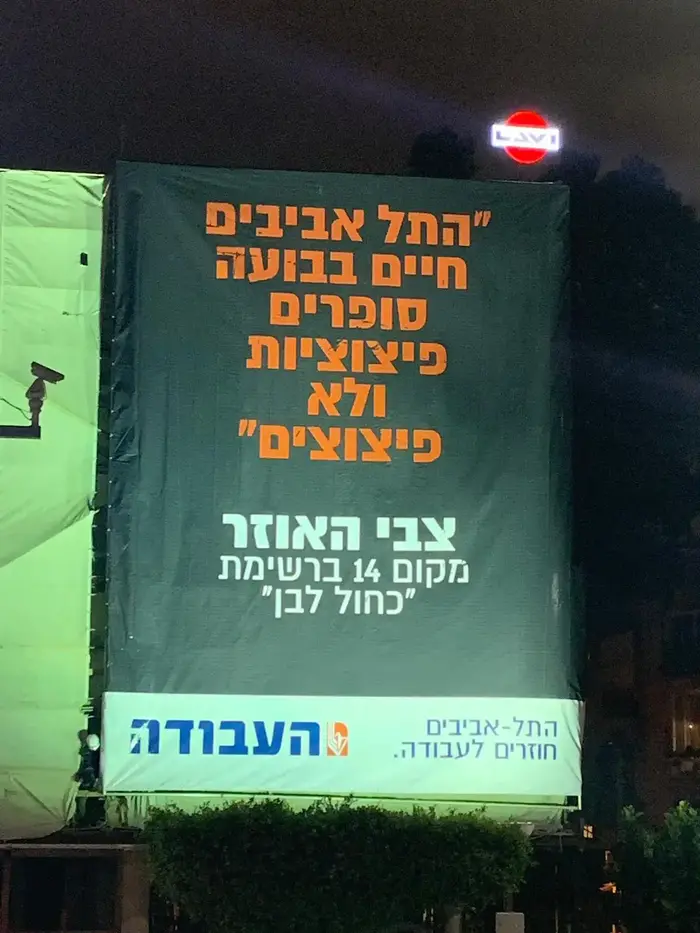 LAVI
"התל אביבים
חיים בבועה
סופרים
פיצוציות
ולא
פיצוצים"
צבי האוזר
מקום 14 ברשימת
"כחול לבן"
התל-אביבים
חוזרים לעבודה.
העבודה